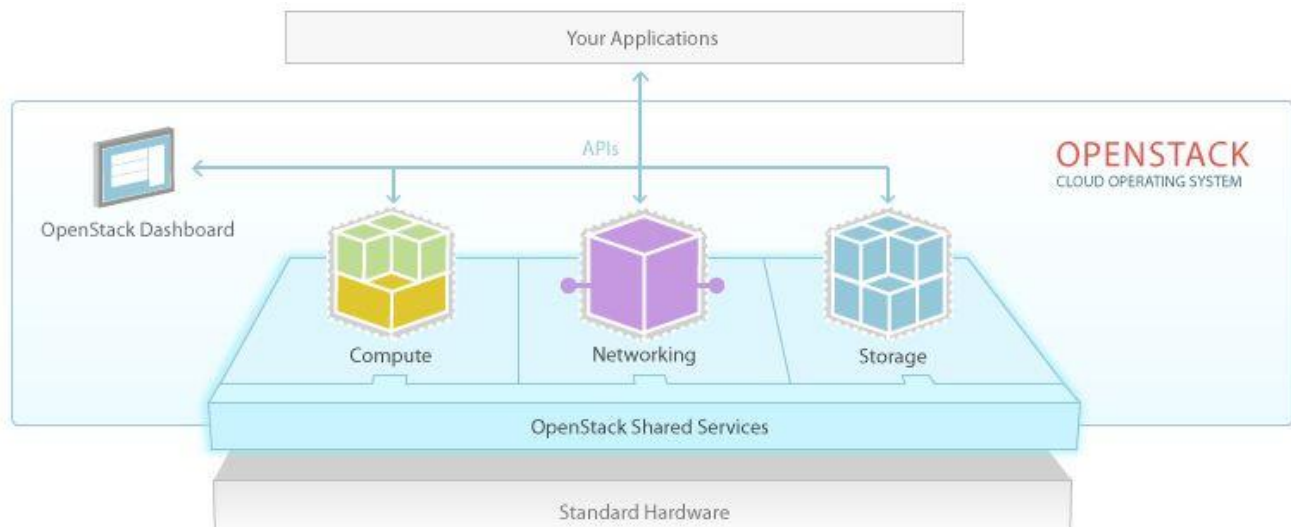 Your Applications
APIs
OPENSTACK
CLOUD OPERATING SYSTEM
OpenStack Dashboard
Compute
Networking
Storage
OpenStack Shared Services
Standard Hardware